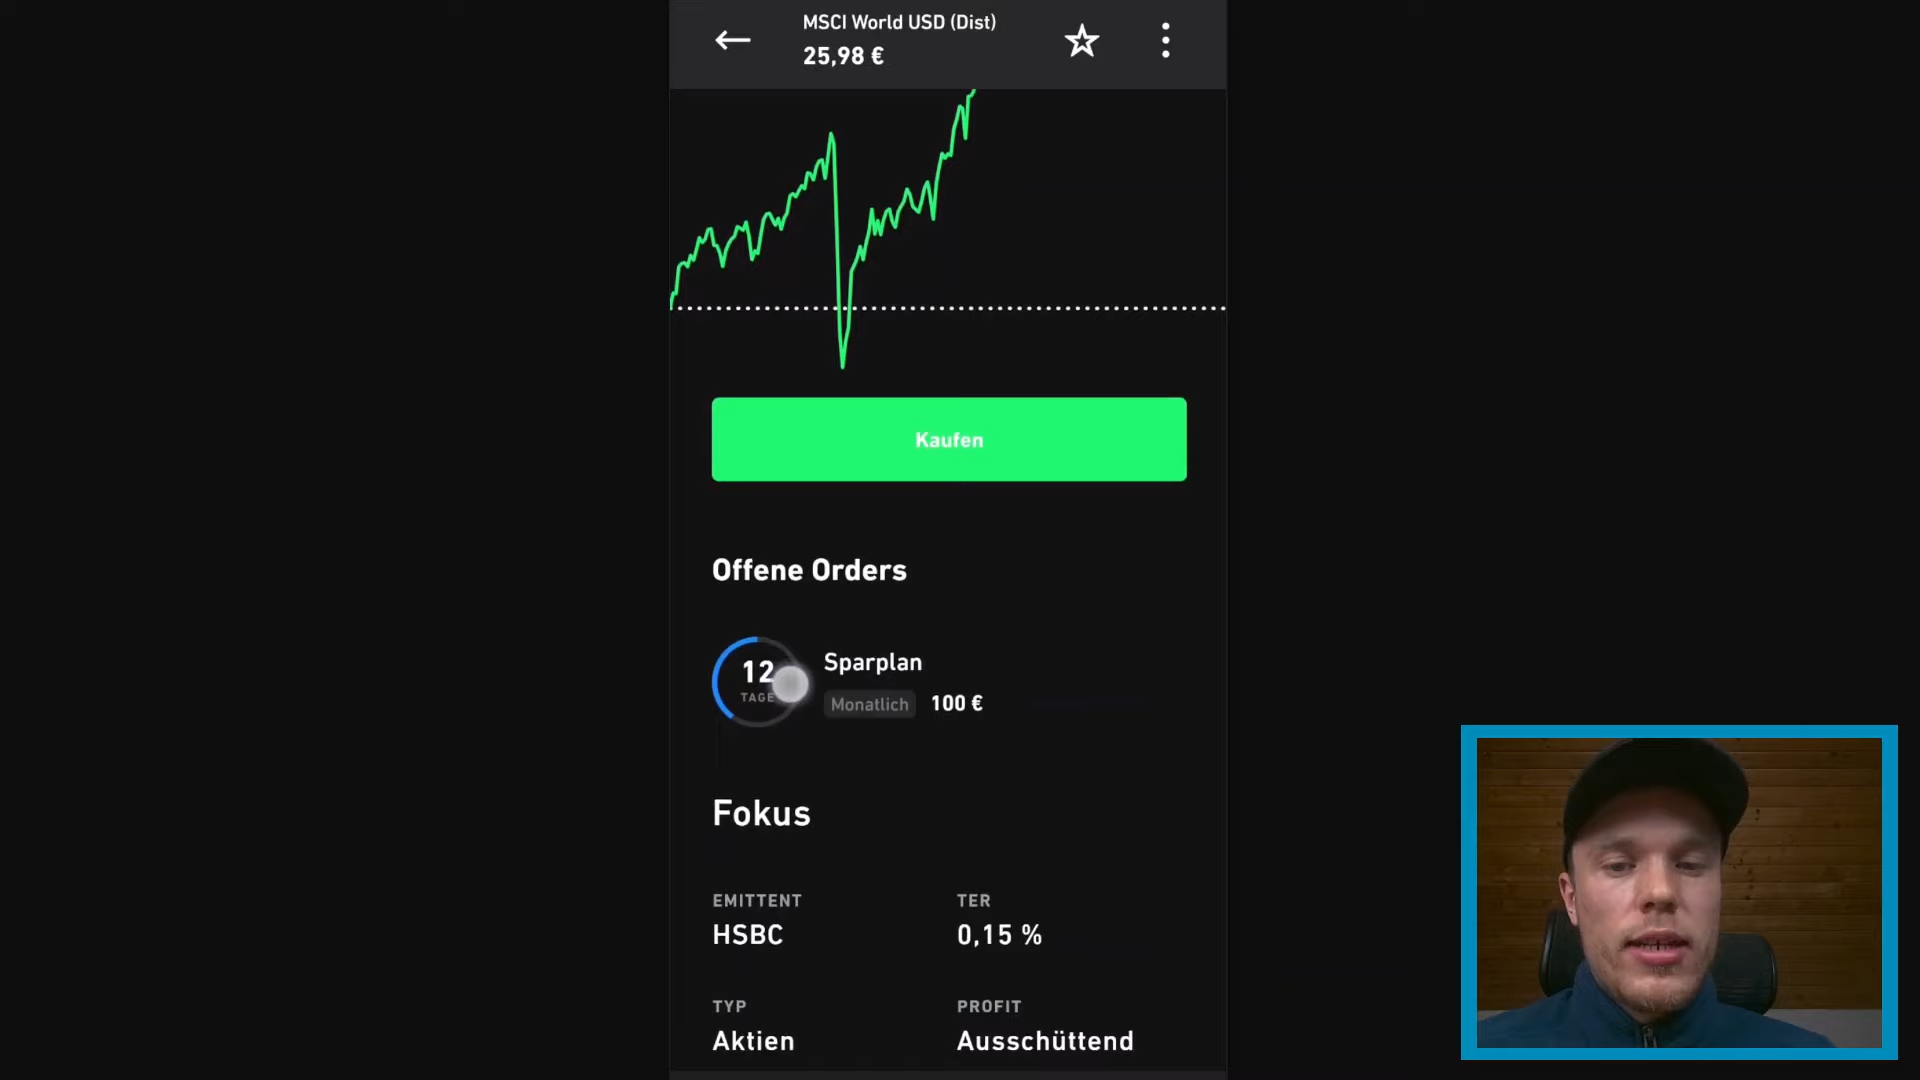 MSCI World USD (Dist)
25,98 €
Kaufen
Offene Orders
12
TAGE
Sparplan
Monatlich 100 €
Fokus
EMITTENT TER
HSBC 0,15 %
TYP PROFIT
Aktien Ausschüttend